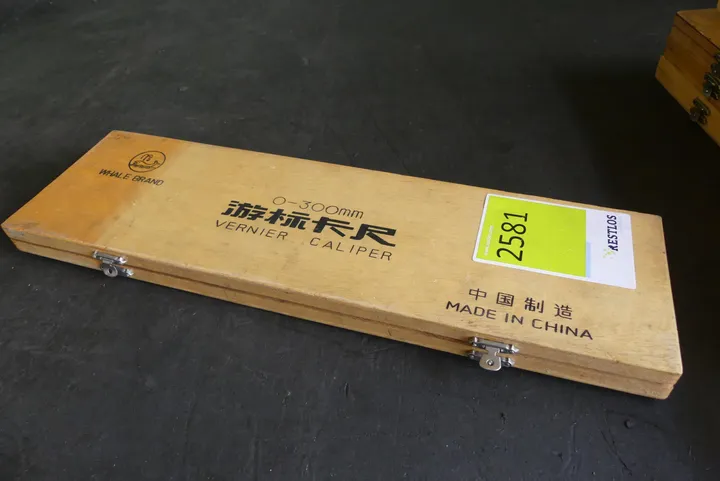 WHALE BRAND
0-300mm
游标卡尺
VERNIER CALIPER
2581
RESTLOS
中国制造
MADE IN CHINA